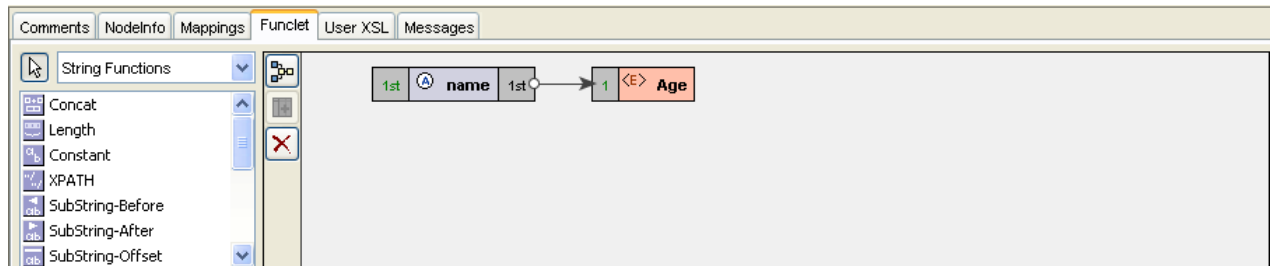 Comments NodeInfo Mappings Funclet User XSL Messages
String Functions
1st A name 1st 1 <E> Age
Concat
Length
Constant
XPATH
SubString-Before
SubString-After
SubString-Offset